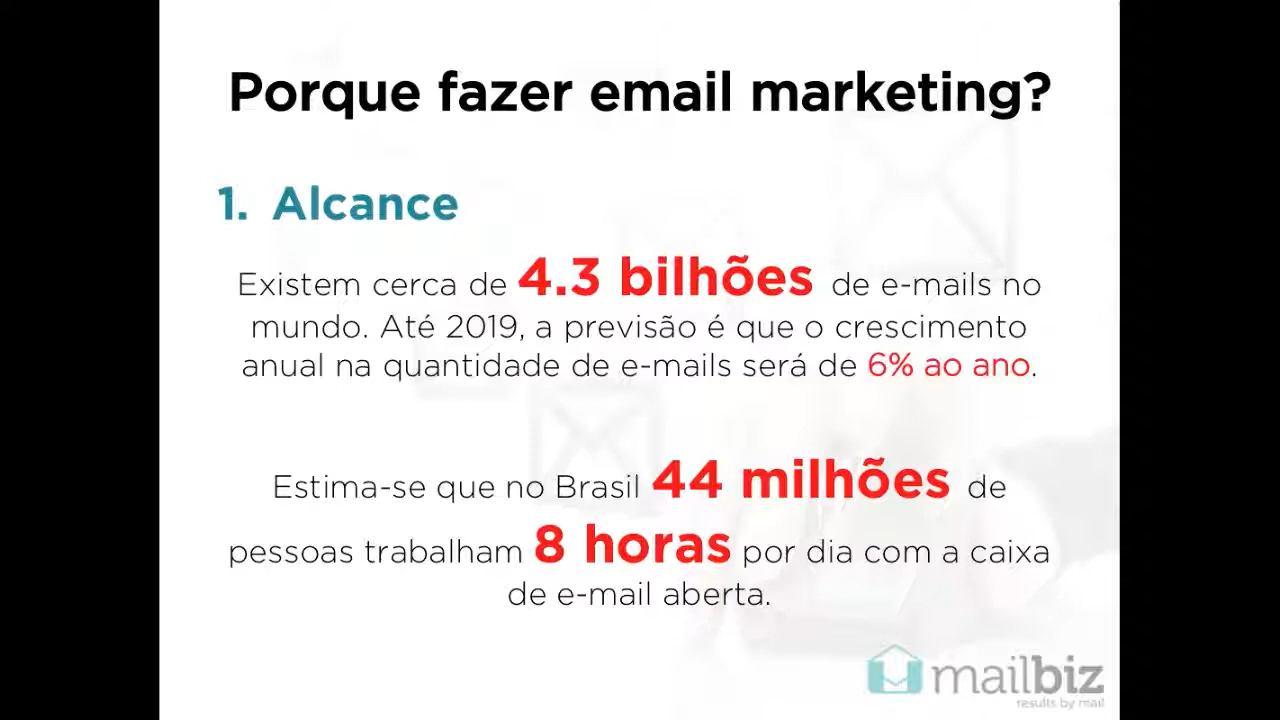 Porque fazer email marketing?
1. Alcance
Existem cerca de 4.3 bilhões de e-mails no
mundo. Até 2019, a previsão é que o crescimento
anual na quantidade de e-mails será de 6% ao ano.
Estima-se que no Brasil 44 milhões de
pessoas trabalham 8 horas por dia com a caixa
de e-mail aberta.
mailbiz
results by mail